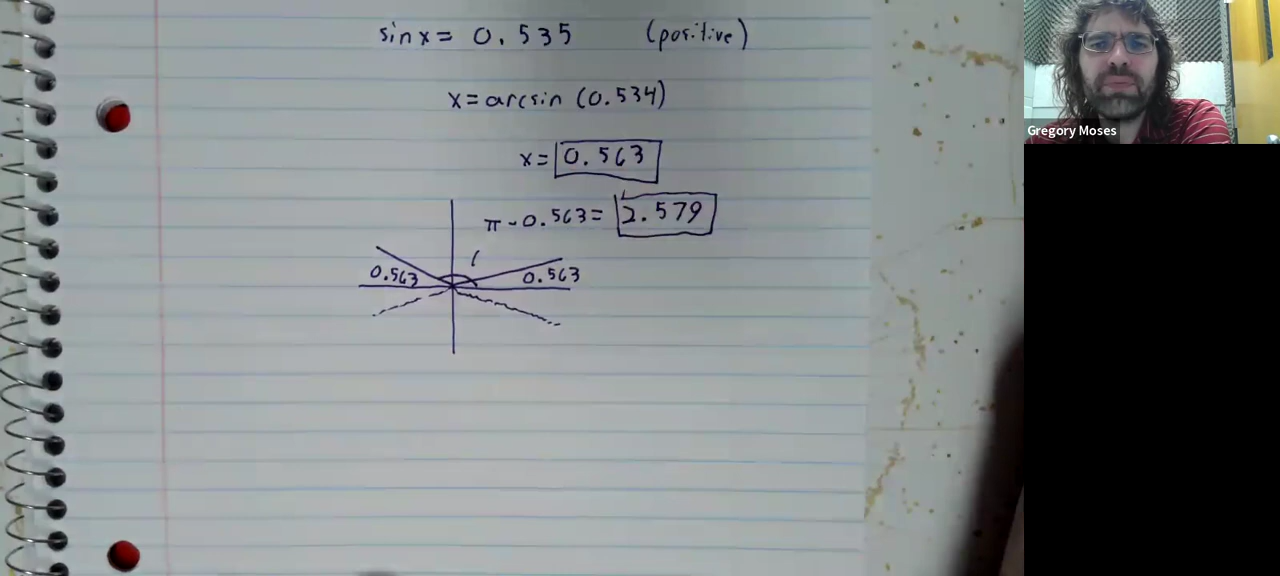 sin x = 0.535 (positive)
x = arcsin (0.534)
x = 0.563
π - 0.563 = 2.579
0.563 0.563
Gregory Moses